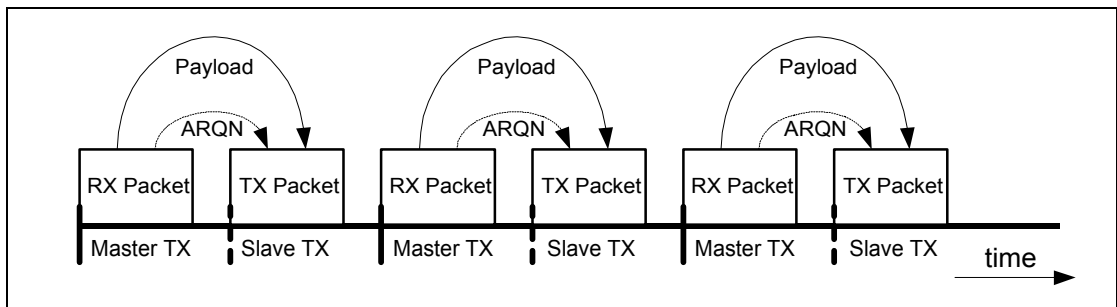 Payload Payload Payload
ARQN ARQN ARQN
RX Packet TX Packet RX Packet TX Packet RX Packet TX Packet
Master TX Slave TX Master TX Slave TX Master TX Slave TX
time